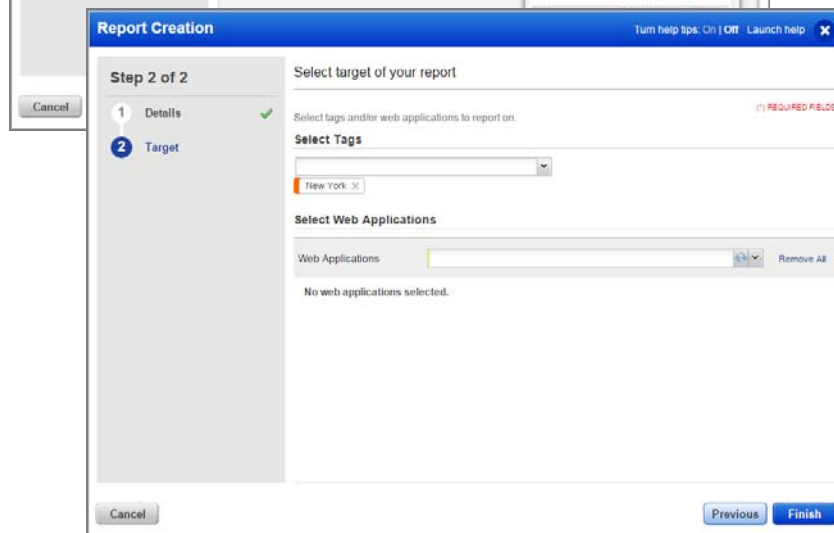 Report Creation
Turn help tips: On | Off Launch help
Step 2 of 2
Select target of your report
Cancel
1 Details
(*) REQUIRED FIELDS
Select tags and/or web applications to report on
Select Tags
2 Target
New York
Select Web Applications
Web Applications
Remove All
No web applications selected.
Cancel
Previous
Finish